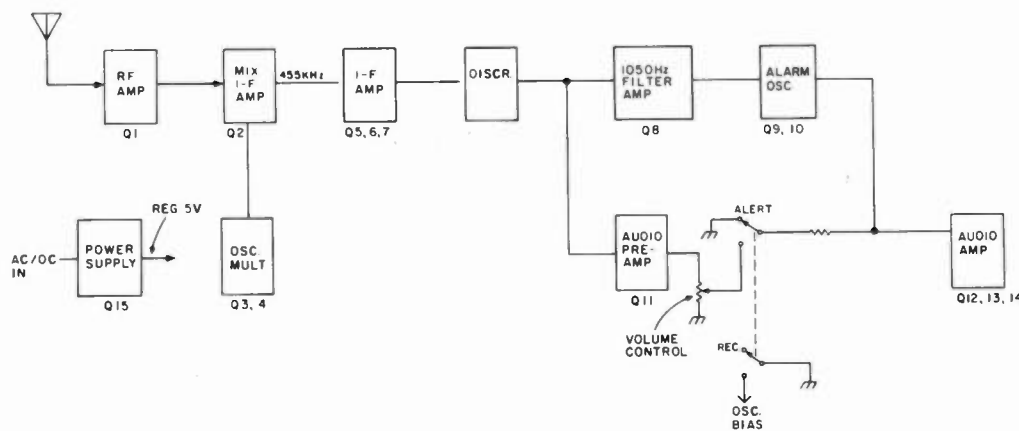 RF
AMP
Q1
MIX
I-F
AMP
Q2
455KHz
I-F
AMP
Q5, 6, 7
DISCR.
1050Hz
FILTER
AMP
Q8
ALARM
OSC.
Q9, 10
REG 5V
AC/DC
IN
POWER
SUPPLY
Q15
OSC.
MULT
Q3, 4
AUDIO
PRE-
AMP
Q11
VOLUME
CONTROL
ALERT
REC.
OSC.
BIAS
AUDIO
AMP
Q12, 13, 14